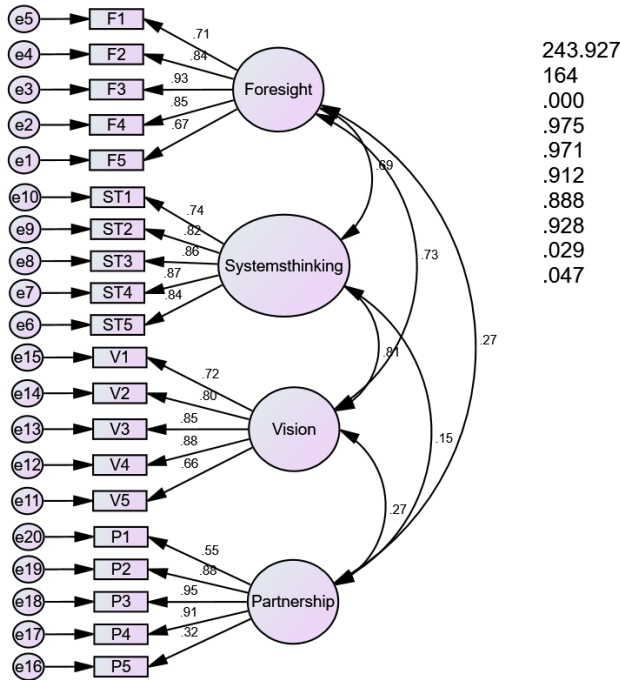 e5 F1
.71
e4 F2
.84
e3 F3
.93
Foresight
e2 F4
.85
e1 F5
.67
e10 ST1
.74
e9 ST2
.82
e8 ST3
.86
Systemsthinking
e7 ST4
.87
e6 ST5
.84
e15 V1
.72
e14 V2
.80
e13 V3
.85
Vision
e12 V4
.88
e11 V5
.66
e20 P1
.55
e19 P2
.88
e18 P3
.95
Partnership
e17 P4
.91
e16 P5
.32
.69
.73
.27
.81
.15
.27
243.927
164
.000
.975
.971
.912
.888
.928
.029
.047